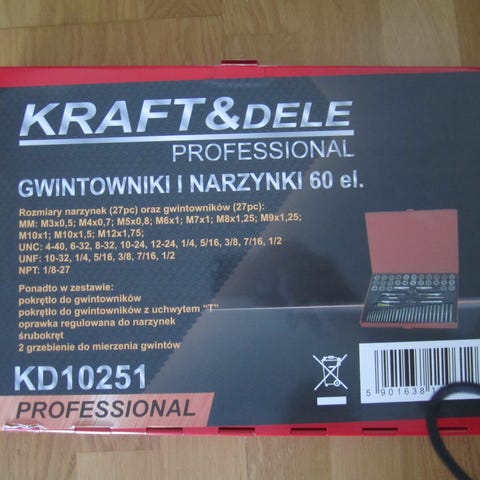 KRAFT&DELE
PROFESSIONAL
GWINTOWNIKI I NARZYNKI 60 el.
Rozmiary narzynek (27pc) oraz gwintowników (27pc):
MM: M3x0,5; M4x0,7; M5x0,8; M6x1; M7x1; M8x1,25; M9x1,25;
M10x1; M10x1,5; M12x1,75;
UNC: 4-40, 6-32, 8-32, 10-24, 12-24, 1/4, 5/16, 3/8, 7/16, 1/2
UNF: 10-32, 1/4, 5/16, 3/8, 7/16, 1/2
NPT: 1/8-27
Ponadto w zestawie:
pokrętło do gwintowników
pokrętło do gwintowników z uchwytem “T”
oprawka regulowana do narzynek
śrubokręt
2 grzebienie do mierzenia gwintów
KD10251
PROFESSIONAL
5 901638